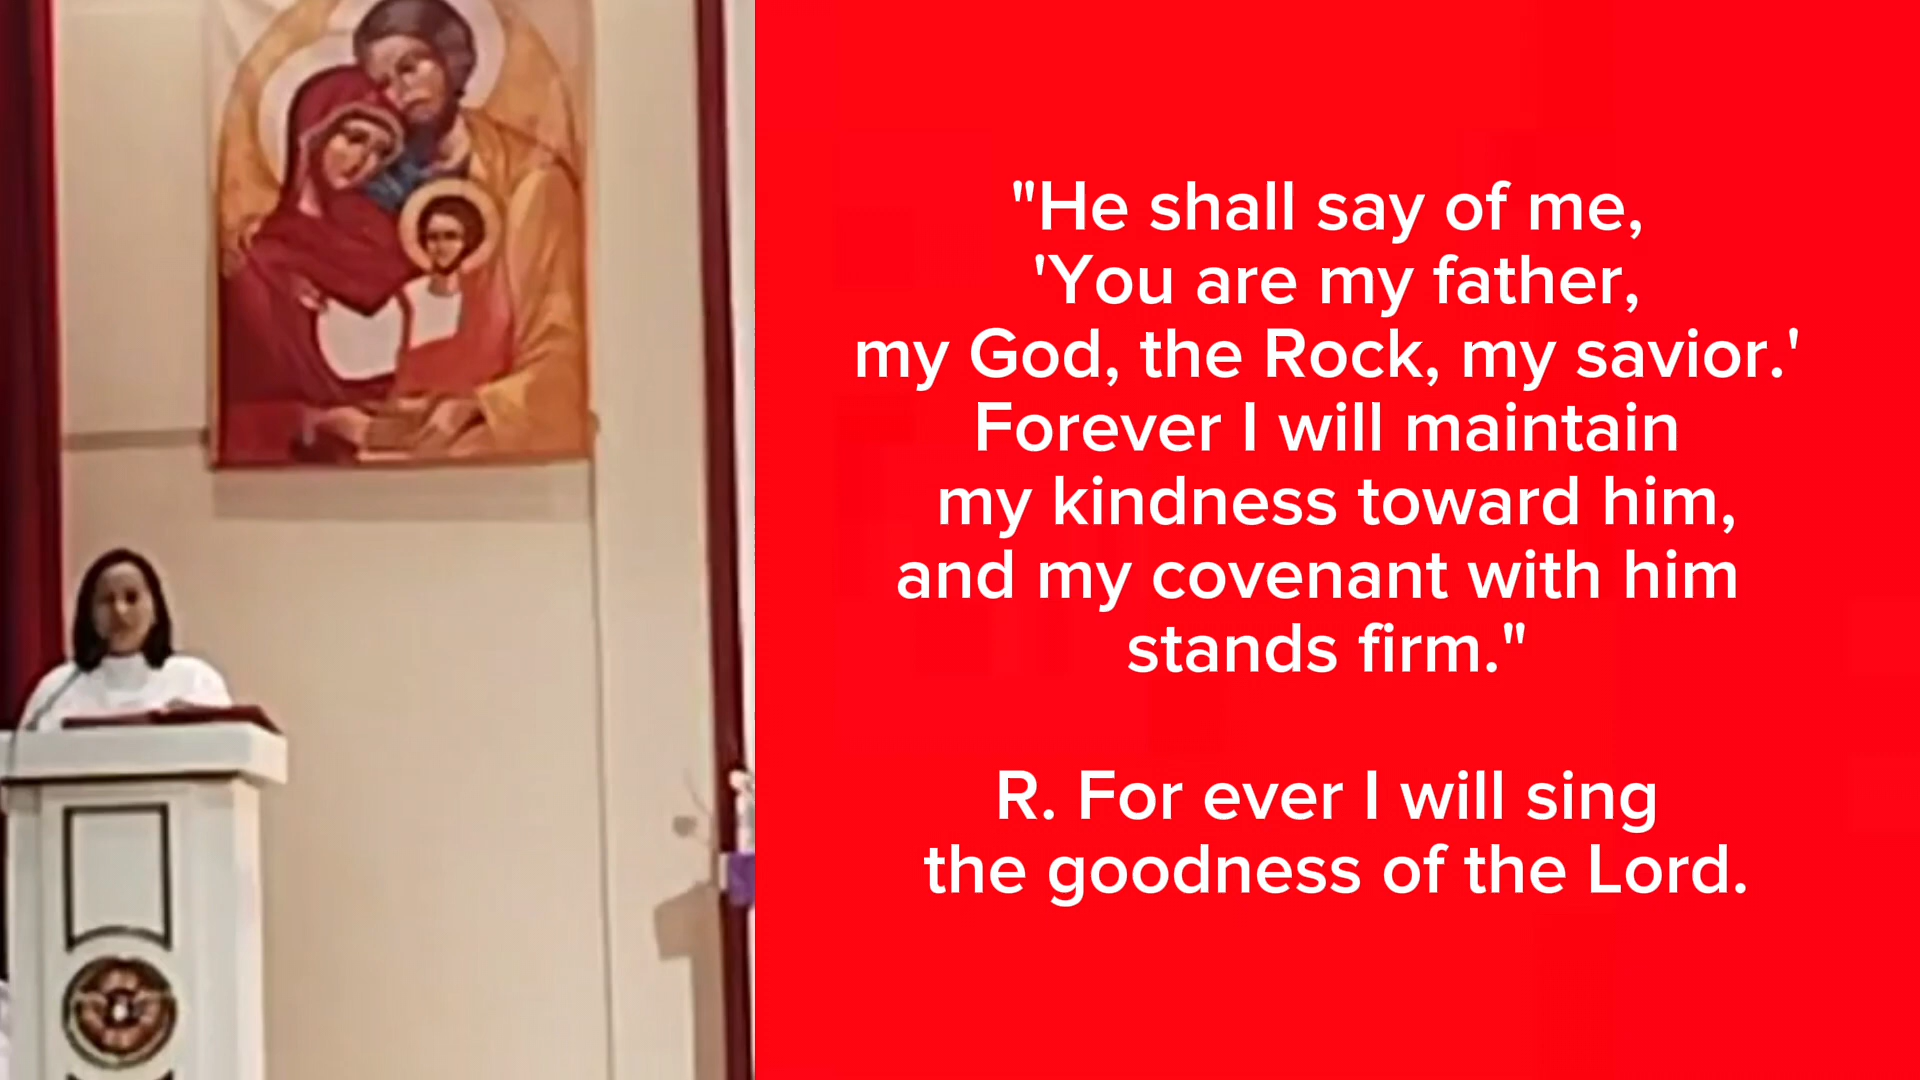 "He shall say of me,
'You are my father,
my God, the Rock, my savior.'
Forever I will maintain
my kindness toward him,
and my covenant with him
stands firm."
R. For ever I will sing
the goodness of the Lord.